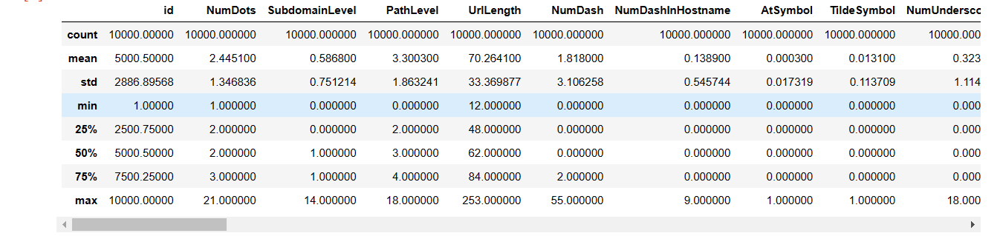 id NumDots SubdomainLevel PathLevel UrlLength NumDash NumDashInHostname AtSymbol TildeSymbol NumUndersco
count 10000.00000 10000.000000 10000.000000 10000.000000 10000.000000 10000.000000 10000.000000 10000.000000 10000.000000 10000.000
mean 5000.50000 2.445100 0.586800 3.300300 70.264100 1.818000 0.138900 0.000300 0.013100 0.323
std 2886.89568 1.346836 0.751214 1.863241 33.369877 3.106258 0.545744 0.017319 0.113709 1.114
min 1.00000 1.000000 0.000000 0.000000 12.000000 0.000000 0.000000 0.000000 0.000000 0.000
25% 2500.75000 2.000000 0.000000 2.000000 48.000000 0.000000 0.000000 0.000000 0.000000 0.000
50% 5000.50000 2.000000 1.000000 3.000000 62.000000 0.000000 0.000000 0.000000 0.000000 0.000
75% 7500.25000 3.000000 1.000000 4.000000 84.000000 2.000000 0.000000 0.000000 0.000000 0.000
max 10000.00000 21.000000 14.000000 18.000000 253.000000 55.000000 9.000000 1.000000 1.000000 18.000